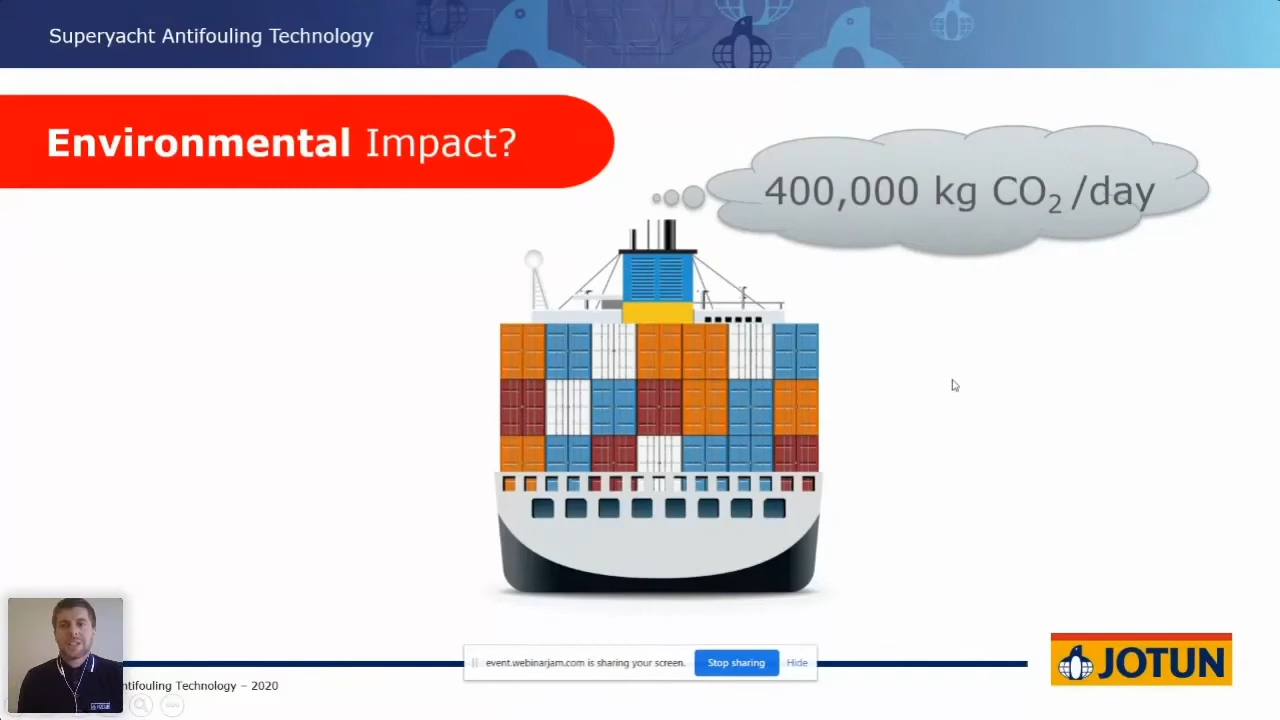 Superyacht Antifouling Technology
Environmental Impact?
400,000 kg CO₂ /day
event.webinarjam.com is sharing your screen.
Stop sharing
Hide
JOTUN
ntifouling Technology – 2020